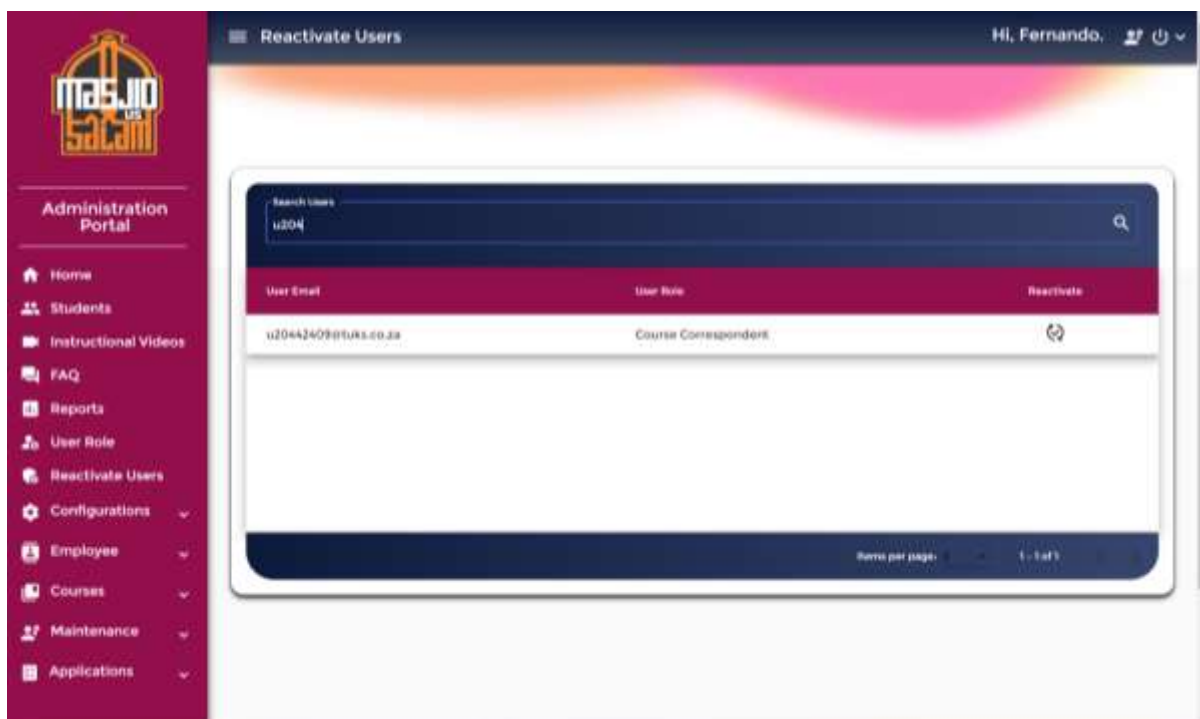 masjid
us
salam
Administration
Portal
Home
Students
Instructional Videos
FAQ
Reports
User Role
Reactivate Users
Configurations
Employee
Courses
Maintenance
Applications
Reactivate Users
Hi, Fernando.
Search Users
u204
User Email User Role Reactivate
u20442409@tuks.co.za Course Correspondent
Items per page: 1 - 1 of 1